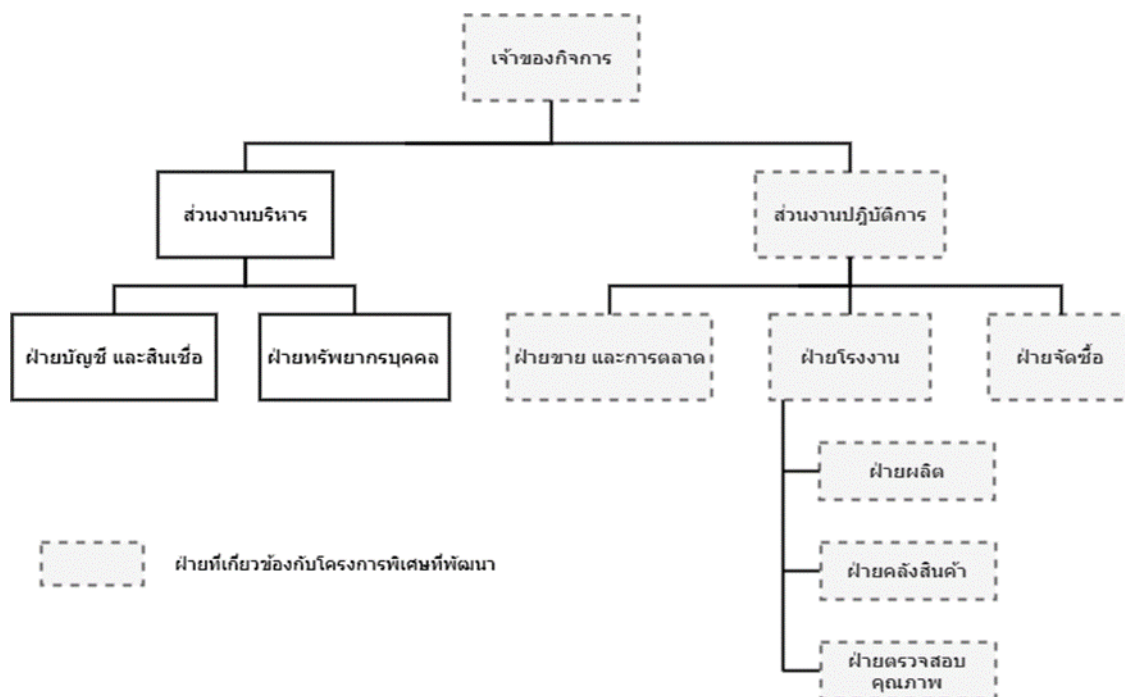 เจ้าของกิจการ
ส่วนงานบริหาร
ส่วนงานปฎิบัติการ
ฝ่ายบัญชี และสินเชื่อ
ฝ่ายทรัพยากรบุคคล
ฝ่ายขาย และการตลาด
ฝ่ายโรงงาน
ฝ่ายจัดซื้อ
ฝ่ายผลิต
ฝ่ายคลังสินค้า
ฝ่ายตรวจสอบ
คุณภาพ
ฝ่ายที่เกี่ยวข้องกับโครงการพิเศษที่พัฒนา